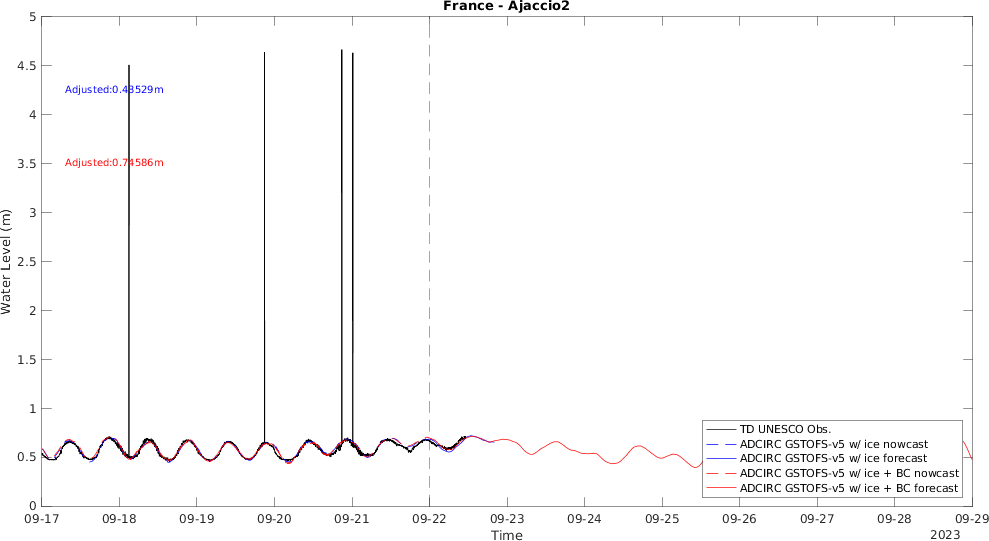 France - Ajaccio2
5
4.5
4
3.5
3
2.5
2
1.5
1
0.5
0
Water Level (m)
Adjusted:0.43529m
Adjusted:0.74586m
TD UNESCO Obs.
ADCIRC GSTOFS-v5 w/ ice nowcast
ADCIRC GSTOFS-v5 w/ ice forecast
ADCIRC GSTOFS-v5 w/ ice + BC nowcast
ADCIRC GSTOFS-v5 w/ ice + BC forecast
09-17 09-18 09-19 09-20 09-21 09-22 09-23 09-24 09-25 09-26 09-27 09-28 09-29
Time
2023